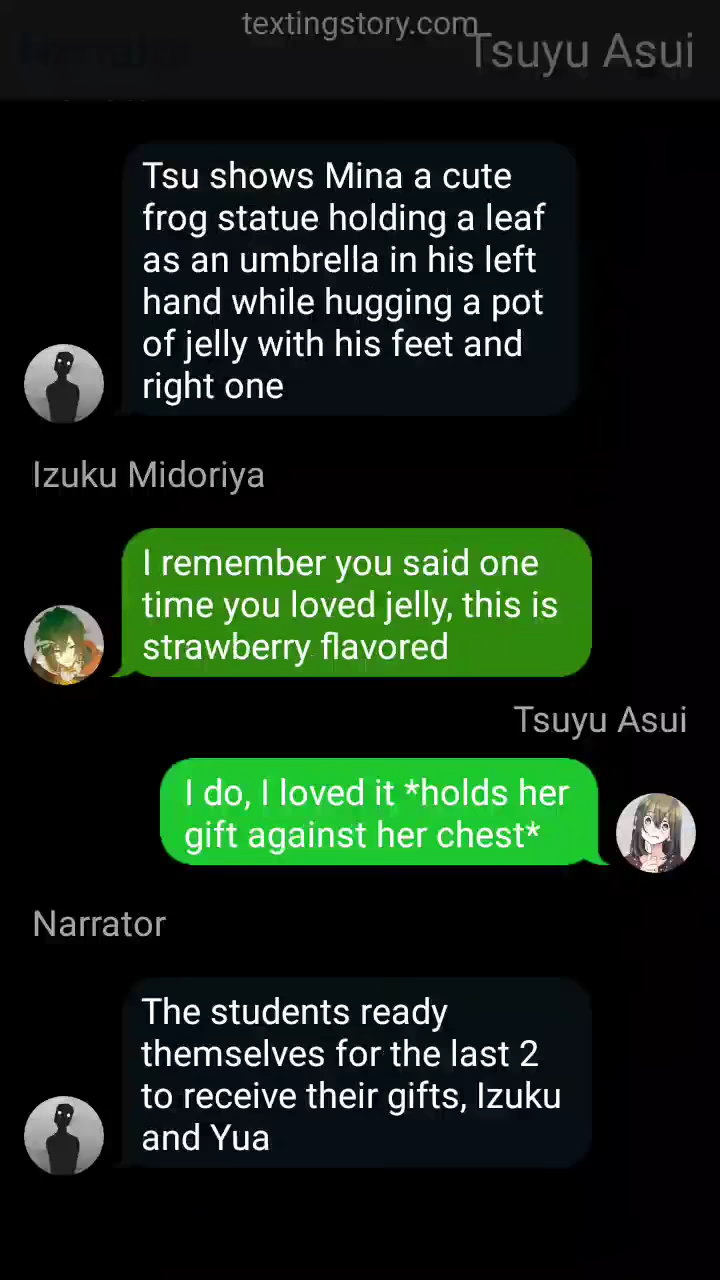 textingstory.com
Tsuyu Asui
Tsu shows Mina a cute
frog statue holding a leaf
as an umbrella in his left
hand while hugging a pot
of jelly with his feet and
right one
Izuku Midoriya
I remember you said one
time you loved jelly, this is
strawberry flavored
Tsuyu Asui
I do, I loved it *holds her
gift against her chest*
Narrator
The students ready
themselves for the last 2
to receive their gifts, Izuku
and Yua